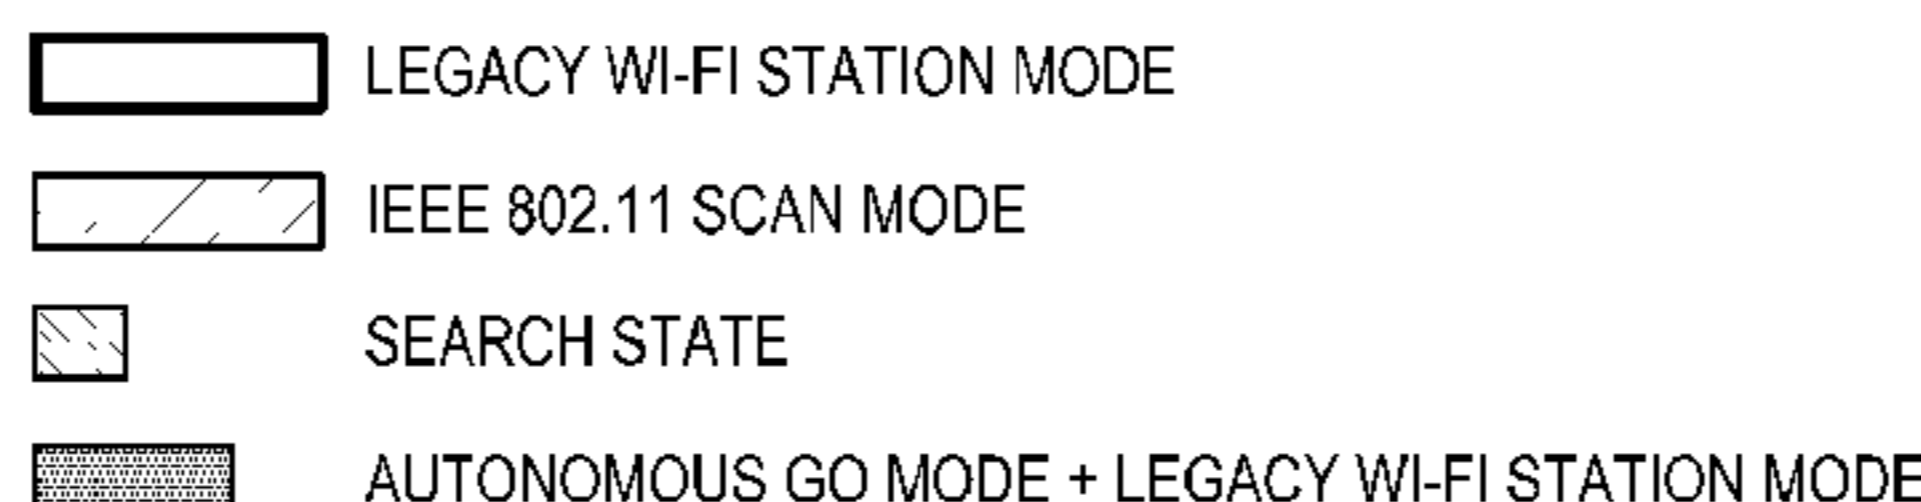 LEGACY WI-FI STATION MODE
IEEE 802.11 SCAN MODE
SEARCH STATE
AUTONOMOUS GO MODE + LEGACY WI-FI STATION MODE